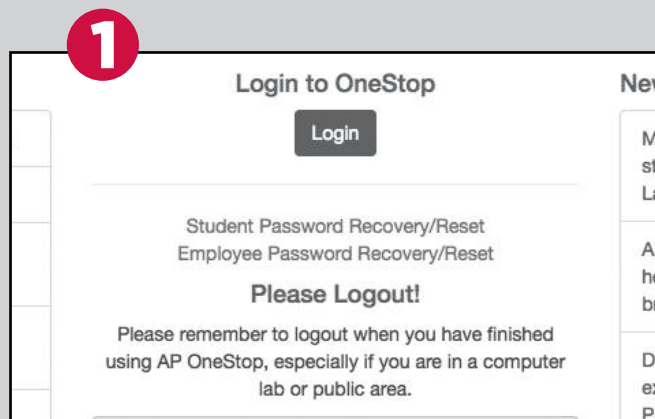 1
Login to OneStop
Login
Student Password Recovery/Reset
Employee Password Recovery/Reset
Please Logout!
Please remember to logout when you have finished
using AP OneStop, especially if you are in a computer
lab or public area.